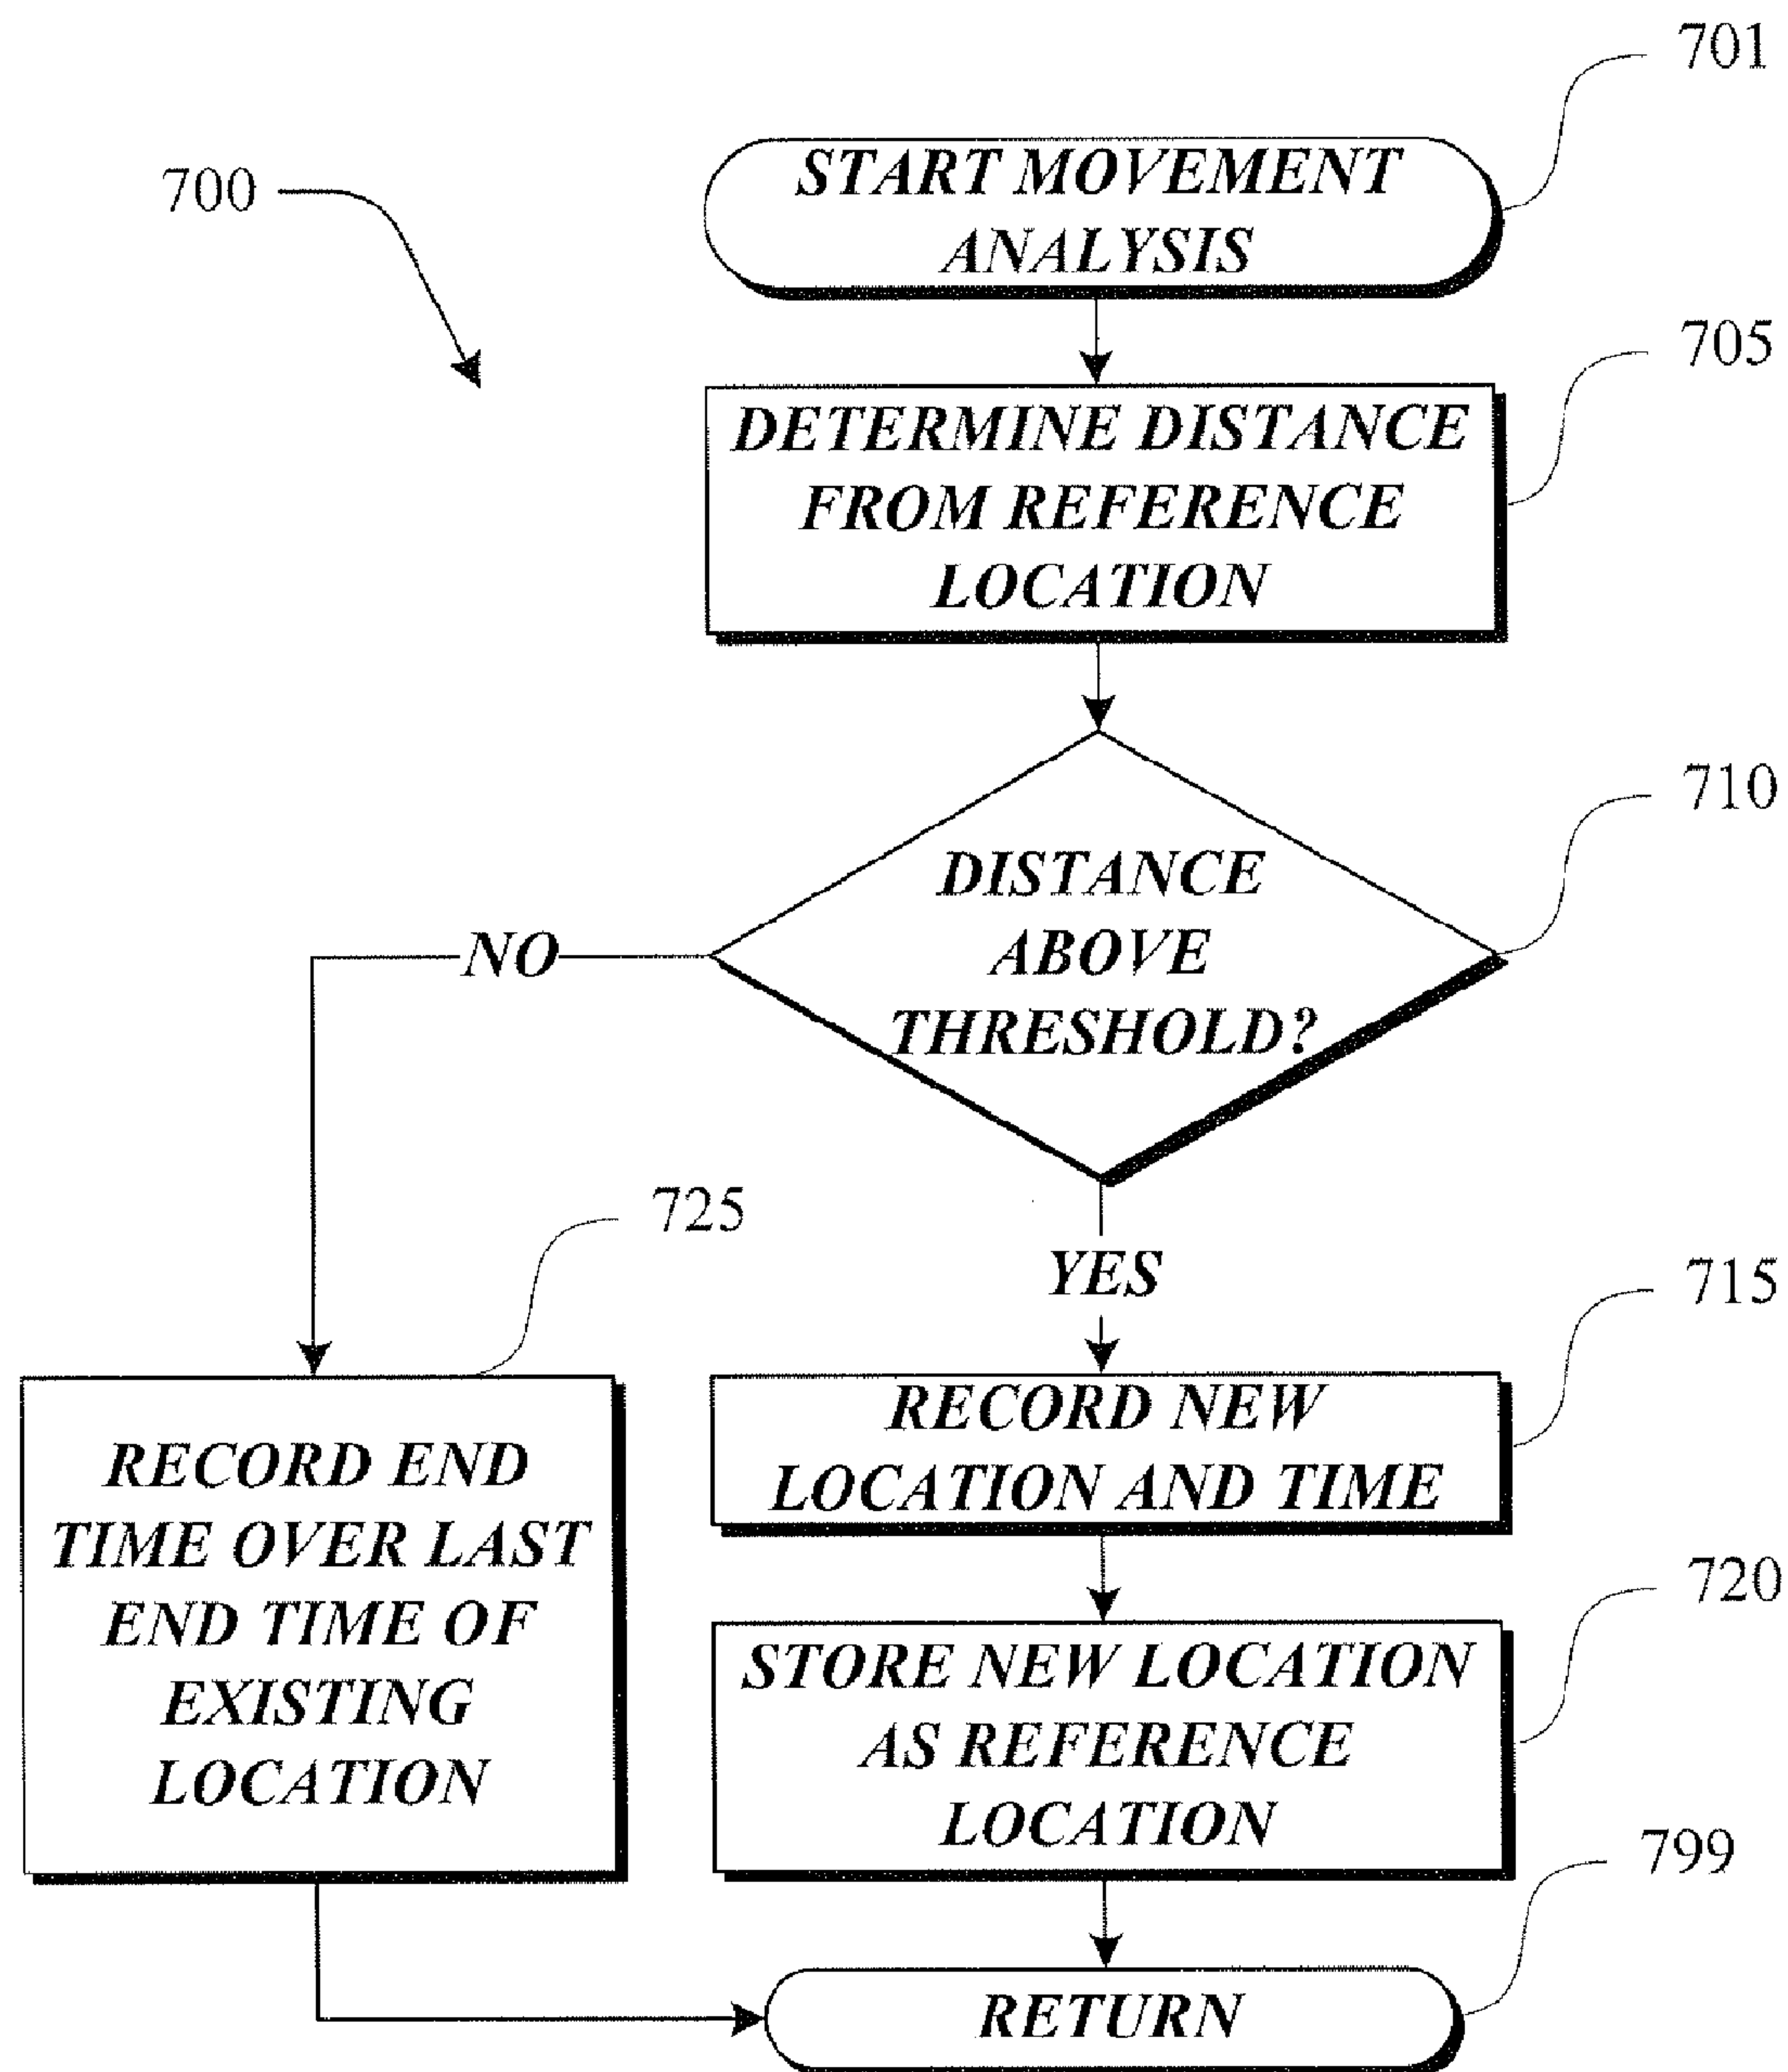 701
700
START MOVEMENT
ANALYSIS
705
DETERMINE DISTANCE
FROM REFERENCE
LOCATION
710
DISTANCE
ABOVE
THRESHOLD?
NO
YES
725
RECORD END
TIME OVER LAST
END TIME OF
EXISTING
LOCATION
715
RECORD NEW
LOCATION AND TIME
720
STORE NEW LOCATION
AS REFERENCE
LOCATION
799
RETURN